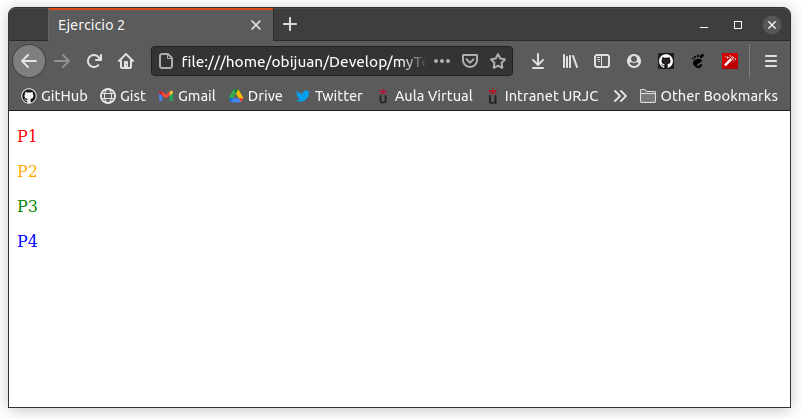 Ejercicio 2
file:///home/obijuan/Develop/myTe
GitHub Gist Gmail Drive Twitter Aula Virtual Intranet URJC Other Bookmarks
P1
P2
P3
P4